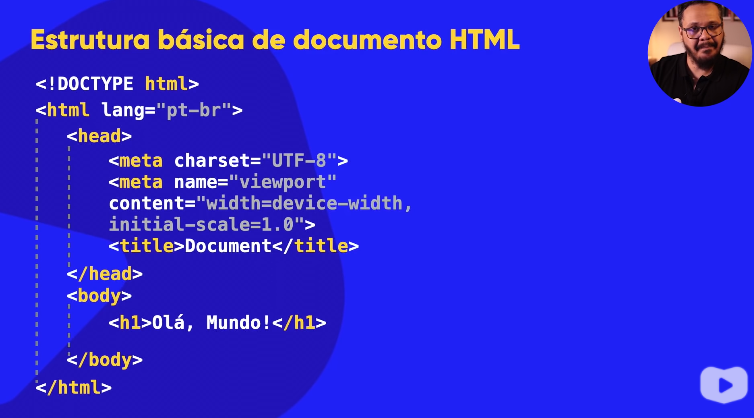 Estrutura básica de documento HTML
<!DOCTYPE html>
<html lang="pt-br">
<head>
<meta charset="UTF-8">
<meta name="viewport"
content="width=device-width,
initial-scale=1.0">
<title>Document</title>
</head>
<body>
<h1>Olá, Mundo!</h1>
</body>
</html>